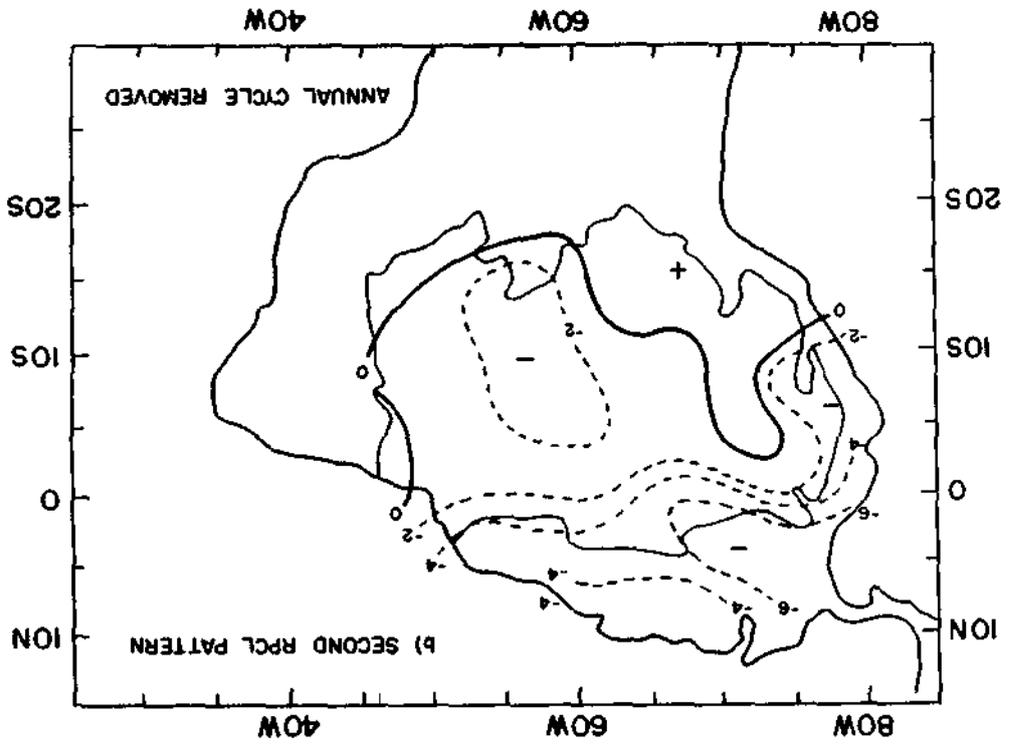 80W 60W 40W
10N b) SECOND RPCL PATTERN 10N
-6 -4 -4
-4 -4
-6 -2 0
0 0
4
0
10S 10S
-2 -2
0
+
20S 20S
ANNUAL CYCLE REMOVED
80W 60W 40W